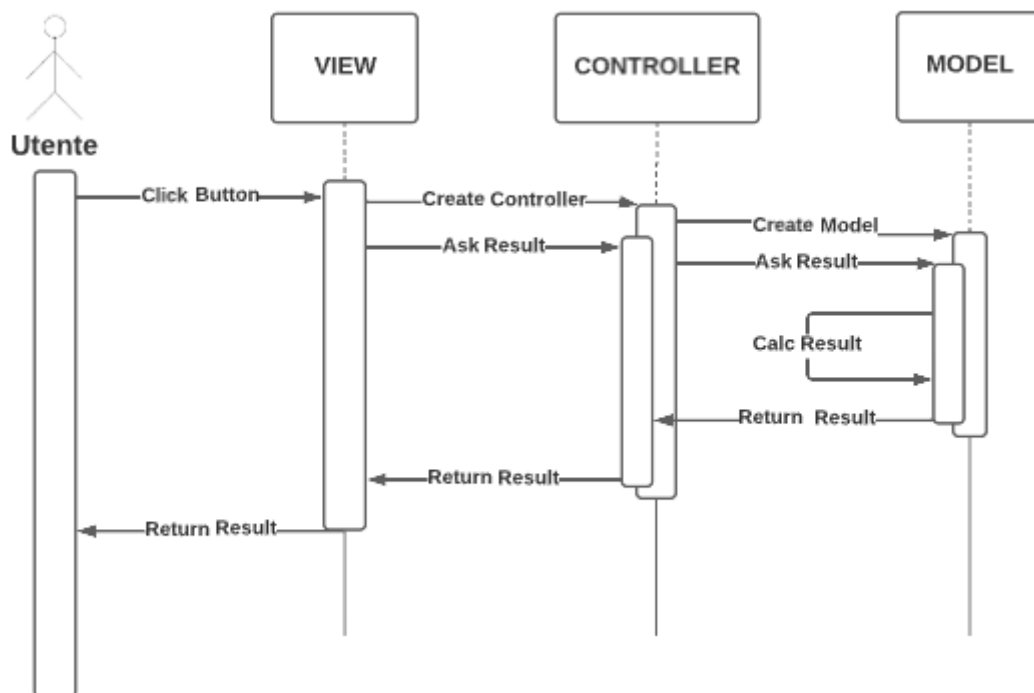 VIEW
CONTROLLER
MODEL
Utente
Click Button
Create Controller
Create Model
Ask Result
Ask Result
Calc Result
Return Result
Return Result
Return Result